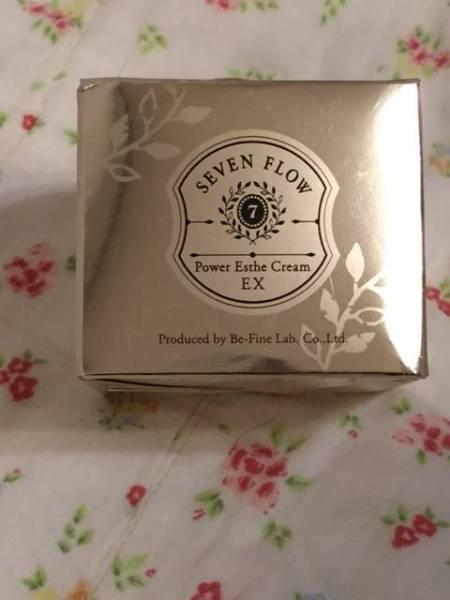 SEVEN FLOW
7
Power Esthe Cream
EX
Produced by Be-Fine Lab. Co.,Ltd.